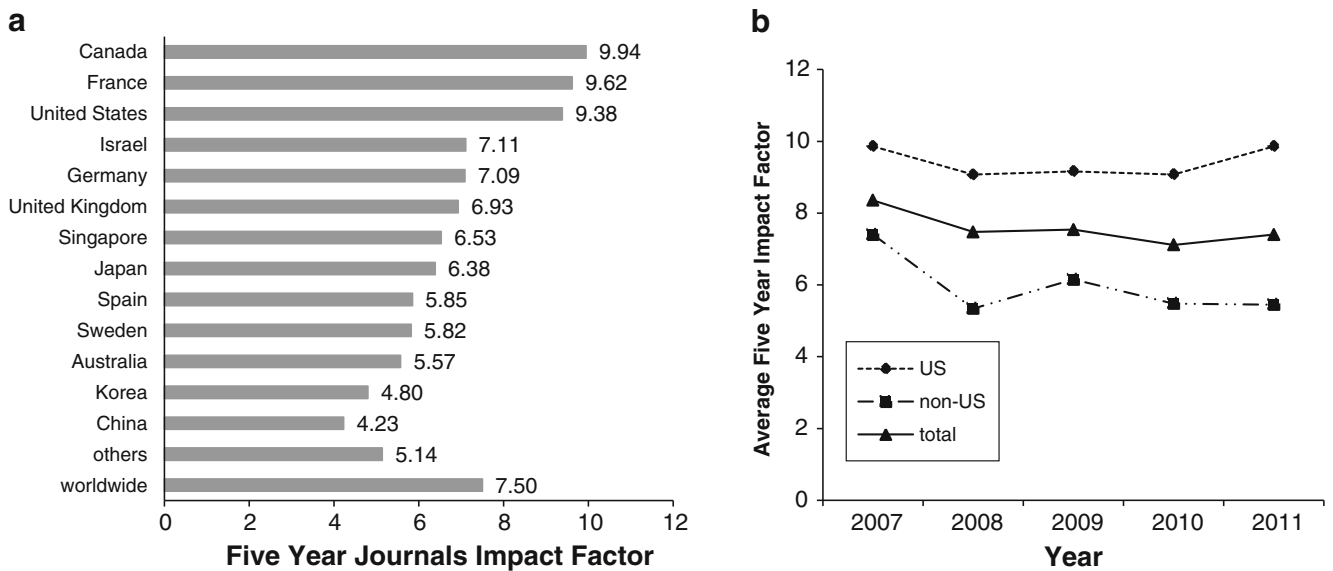 a
Canada 9.94
France 9.62
United States 9.38
Israel 7.11
Germany 7.09
United Kingdom 6.93
Singapore 6.53
Japan 6.38
Spain 5.85
Sweden 5.82
Australia 5.57
Korea 4.80
China 4.23
others 5.14
worldwide 7.50
0 2 4 6 8 10 12
Five Year Journals Impact Factor
b
Average Five Year Impact Factor
12
10
8
6
4
2
0
US
non-US
total
2007 2008 2009 2010 2011
Year